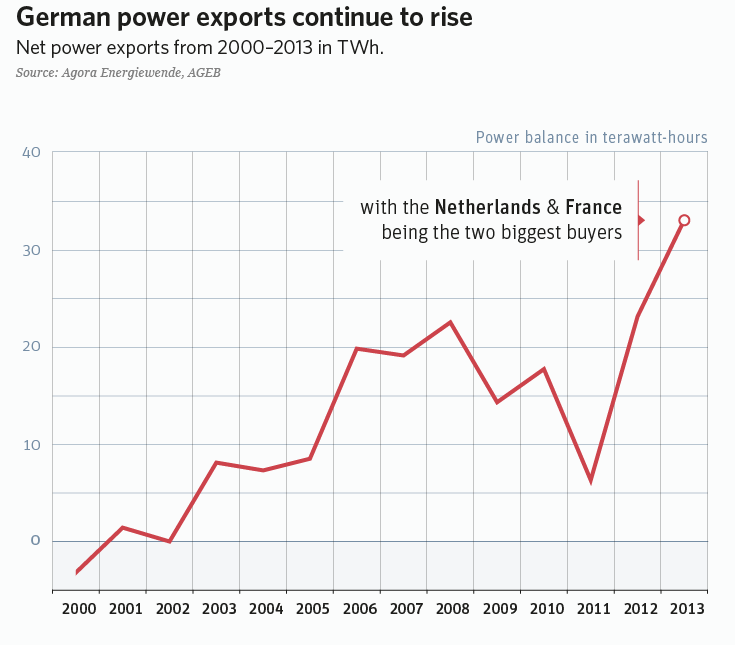 German power exports continue to rise
Net power exports from 2000–2013 in TWh.
Source: Agora Energiewende, AGEB
Power balance in terawatt-hours
40
with the Netherlands & France
being the two biggest buyers
30
20
10
0
2000 2001 2002 2003 2004 2005 2006 2007 2008 2009 2010 2011 2012 2013